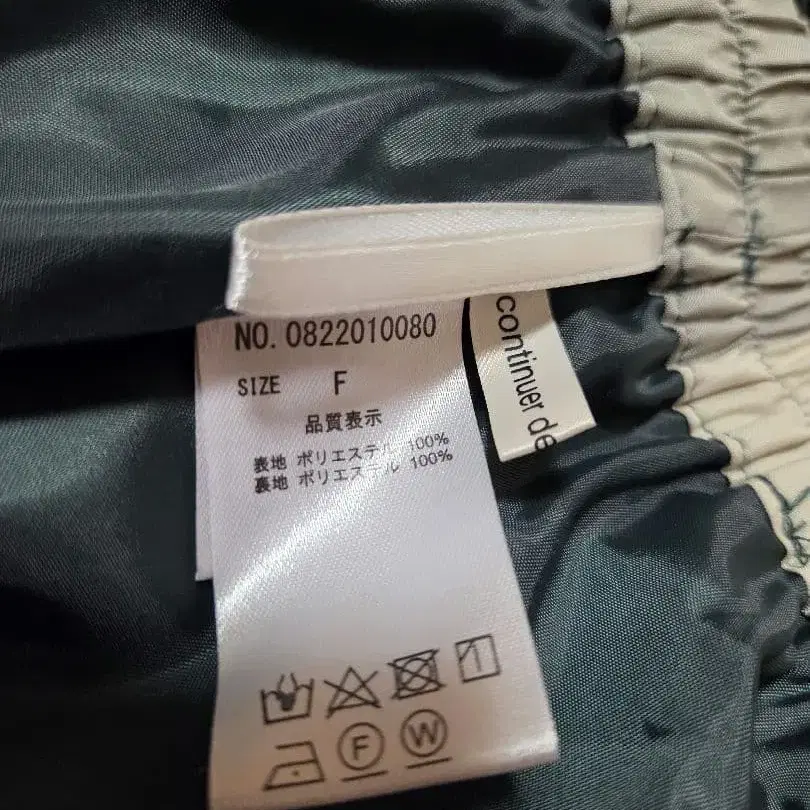 NO. 0822010080
SIZE F
品質表示
表地 ポリエステル 100%
裏地 ポリエステル 100%
F
W
continuer de